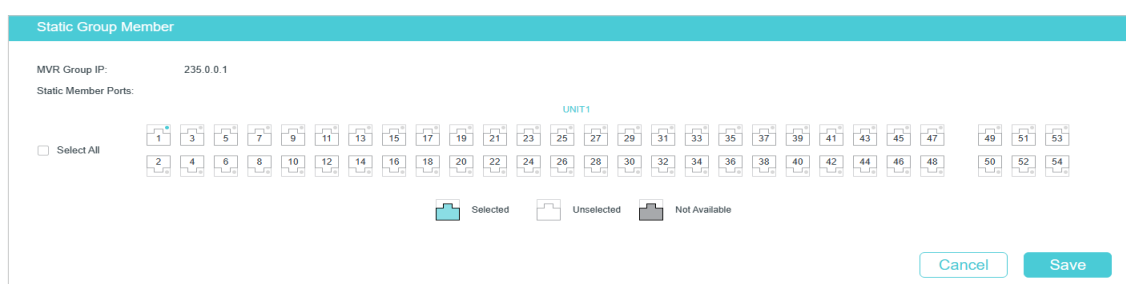 Static Group Member
MVR Group IP: 235.0.0.1
Static Member Ports:
UNIT1
1 3 5 7 9 11 13 15 17 19 21 23 25 27 29 31 33 35 37 39 41 43 45 47 49 51 53
Select All
2 4 6 8 10 12 14 16 18 20 22 24 26 28 30 32 34 36 38 40 42 44 46 48 50 52 54
Selected Unselected Not Available
Cancel Save